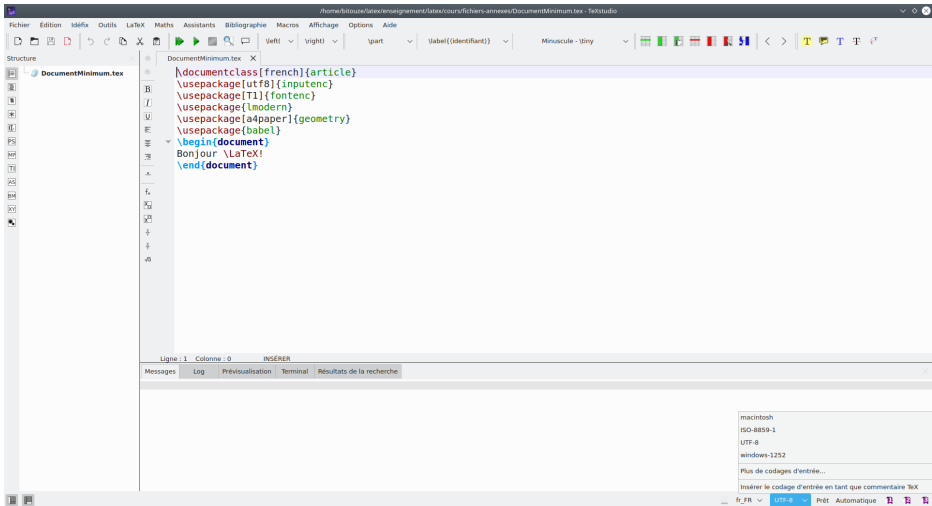 /home/bitouze/latex/enseignement/latex/cours/fichiers-annexes/DocumentMinimum.tex - TeXstudio
Fichier Édition Idéfix Outils LaTeX Maths Assistants Bibliographie Macros Affichage Options Aide
\left( \right) \part \label{(identifiant)} Minuscule - \tiny
Structure
DocumentMinimum.tex
DocumentMinimum.tex
\documentclass[french]{article}
\usepackage[utf8]{inputenc}
\usepackage[T1]{fontenc}
\usepackage{lmodern}
\usepackage[a4paper]{geometry}
\usepackage{babel}
\begin{document}
Bonjour \LaTeX!
\end{document}
Ligne : 1 Colonne : 0 INSÉRER
Messages Log Prévisualisation Terminal Résultats de la recherche
macintosh
ISO-8859-1
UTF-8
windows-1252
Plus de codages d'entrée...
Insérer le codage d'entrée en tant que commentaire TeX
fr_FR UTF-8 Prêt Automatique